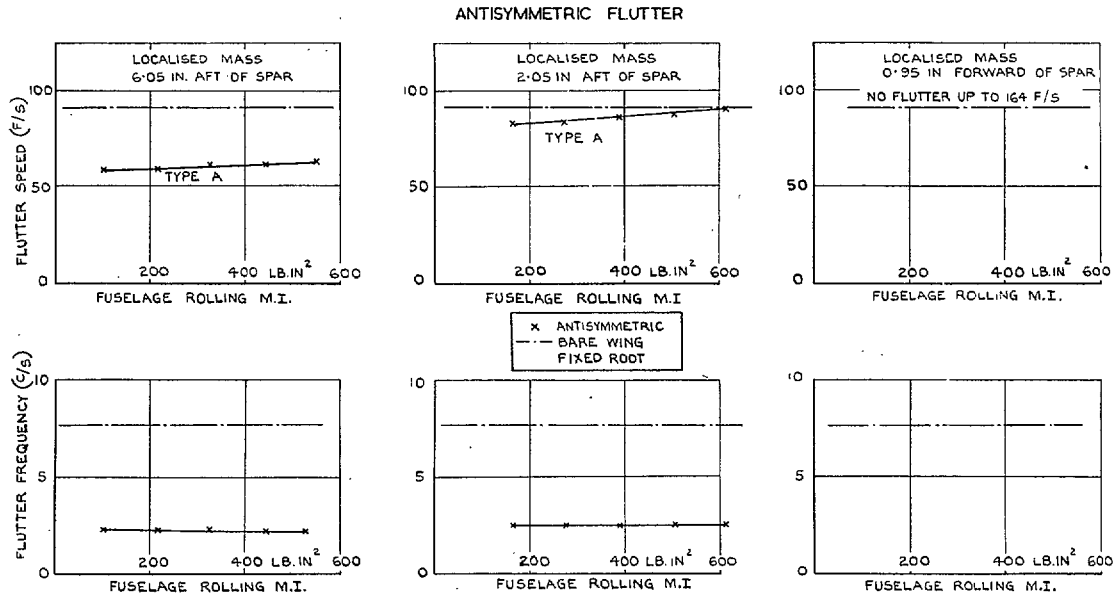 ANTISYMMETRIC FLUTTER
LOCALISED MASS
6·05 IN. AFT OF SPAR
100
50
0
FLUTTER SPEED (F/S)
TYPE A
200
400
LB.IN²
600
FUSELAGE ROLLING M.I.
LOCALISED MASS
2·05 IN AFT OF SPAR
100
50
0
TYPE A
200
400
LB.IN²
600
FUSELAGE ROLLING M.I
LOCALISED MASS
0·95 IN FORWARD OF SPAR
NO FLUTTER UP TO 164 F/S
100
50
0
200
400
LB.IN²
600
FUSELAGE ROLLING M.I.
× ANTISYMMETRIC
—·— BARE WING
FIXED ROOT
10
5
0
FLUTTER FREQUENCY (C/S)
200
400
LB.IN²
600
FUSELAGE ROLLING M.I.
10
5
0
200
400
LB.IN²
600
FUSELAGE ROLLING M.I.
10
5
0
200
400
LB.IN²
600
FUSELAGE ROLLING M.I.